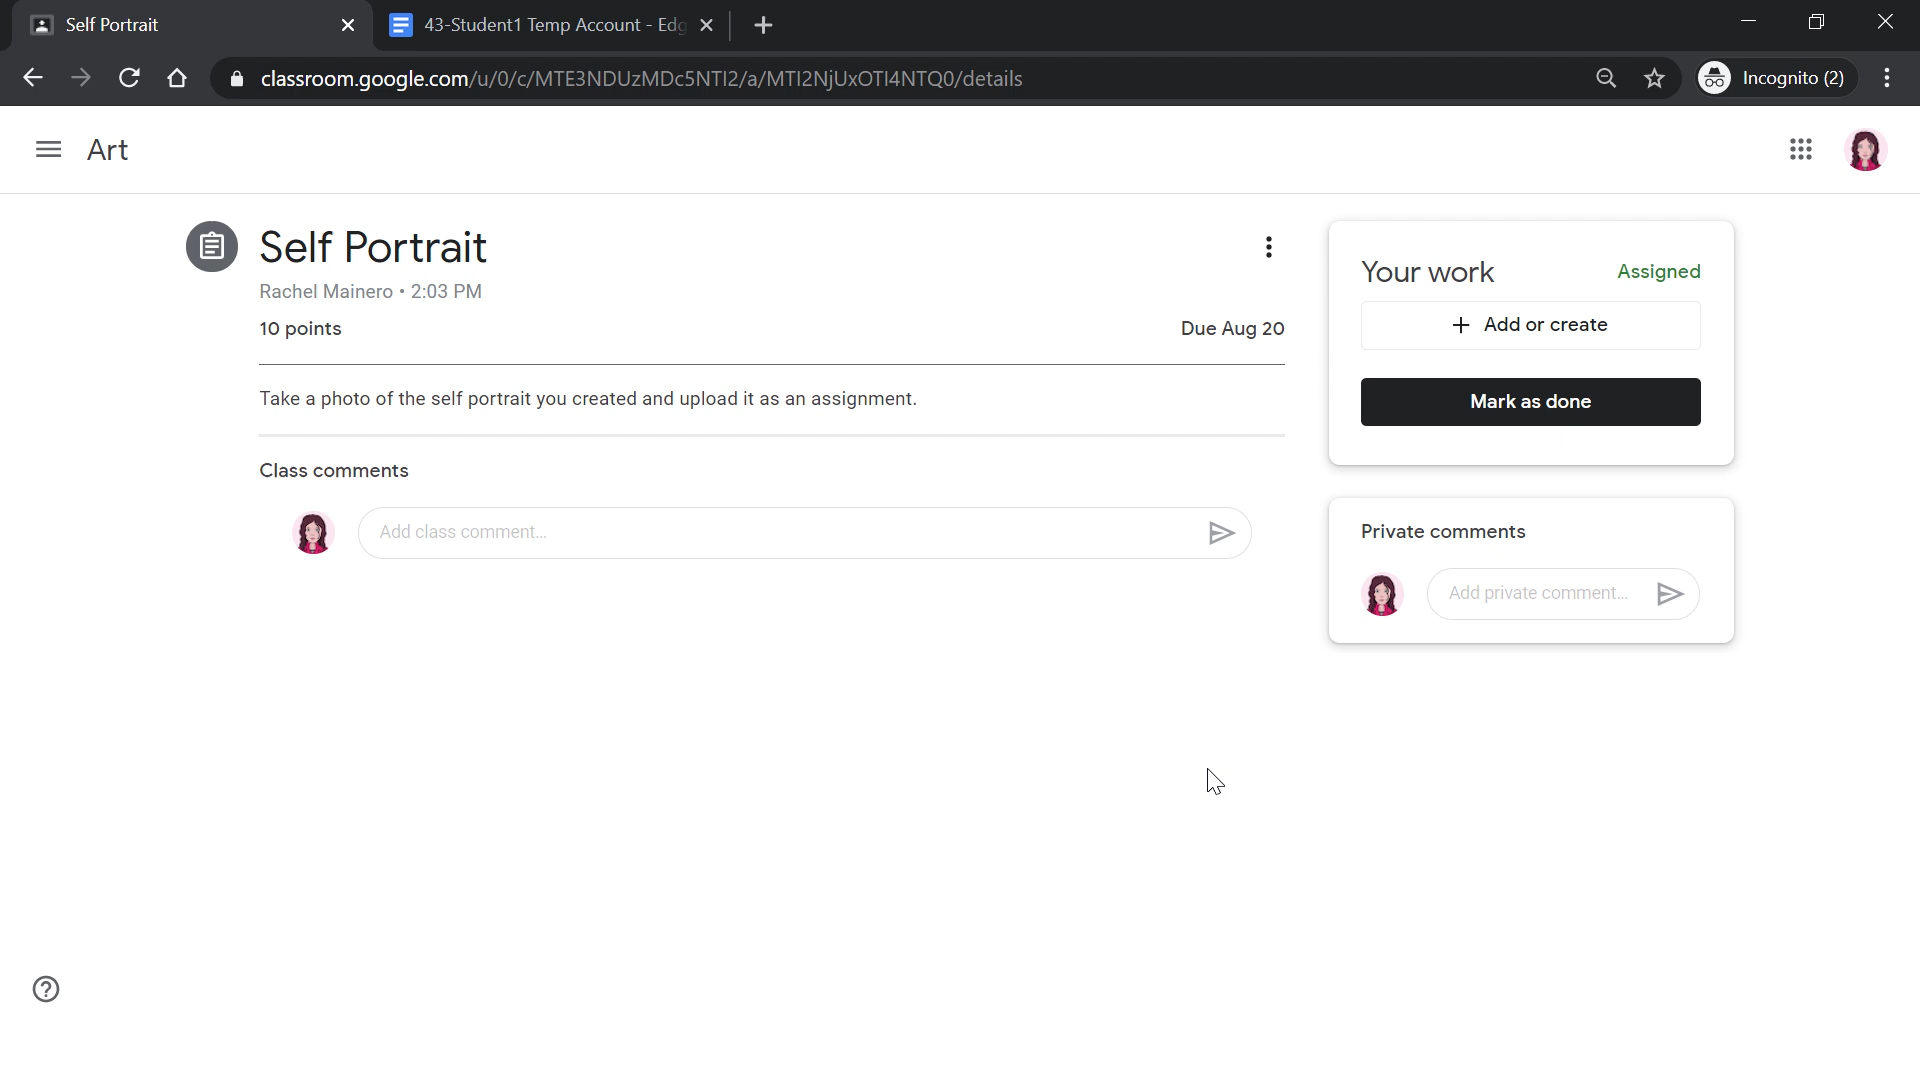 Self Portrait
43-Student1 Temp Account - Edg
classroom.google.com/u/0/c/MTE3NDUzMDc5NTI2/a/MTI2NjUxOTI4NTQ0/details
Incognito (2)
Art
Self Portrait
Rachel Mainero • 2:03 PM
10 points
Due Aug 20
Take a photo of the self portrait you created and upload it as an assignment.
Class comments
Add class comment...
Your work
Assigned
+ Add or create
Mark as done
Private comments
Add private comment...